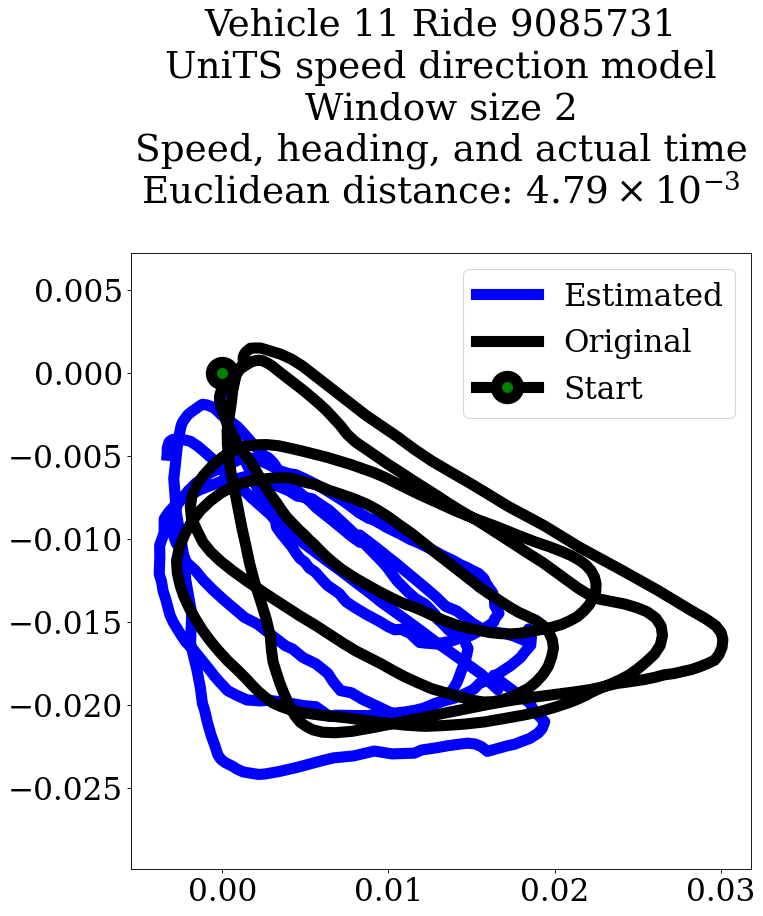 Vehicle 11 Ride 9085731
UniTS speed direction model
Window size 2
Speed, heading, and actual time
Euclidean distance: 4.79 × 10⁻³
Estimated
Original
Start
0.005
0.000
−0.005
−0.010
−0.015
−0.020
−0.025
0.00 0.01 0.02 0.03